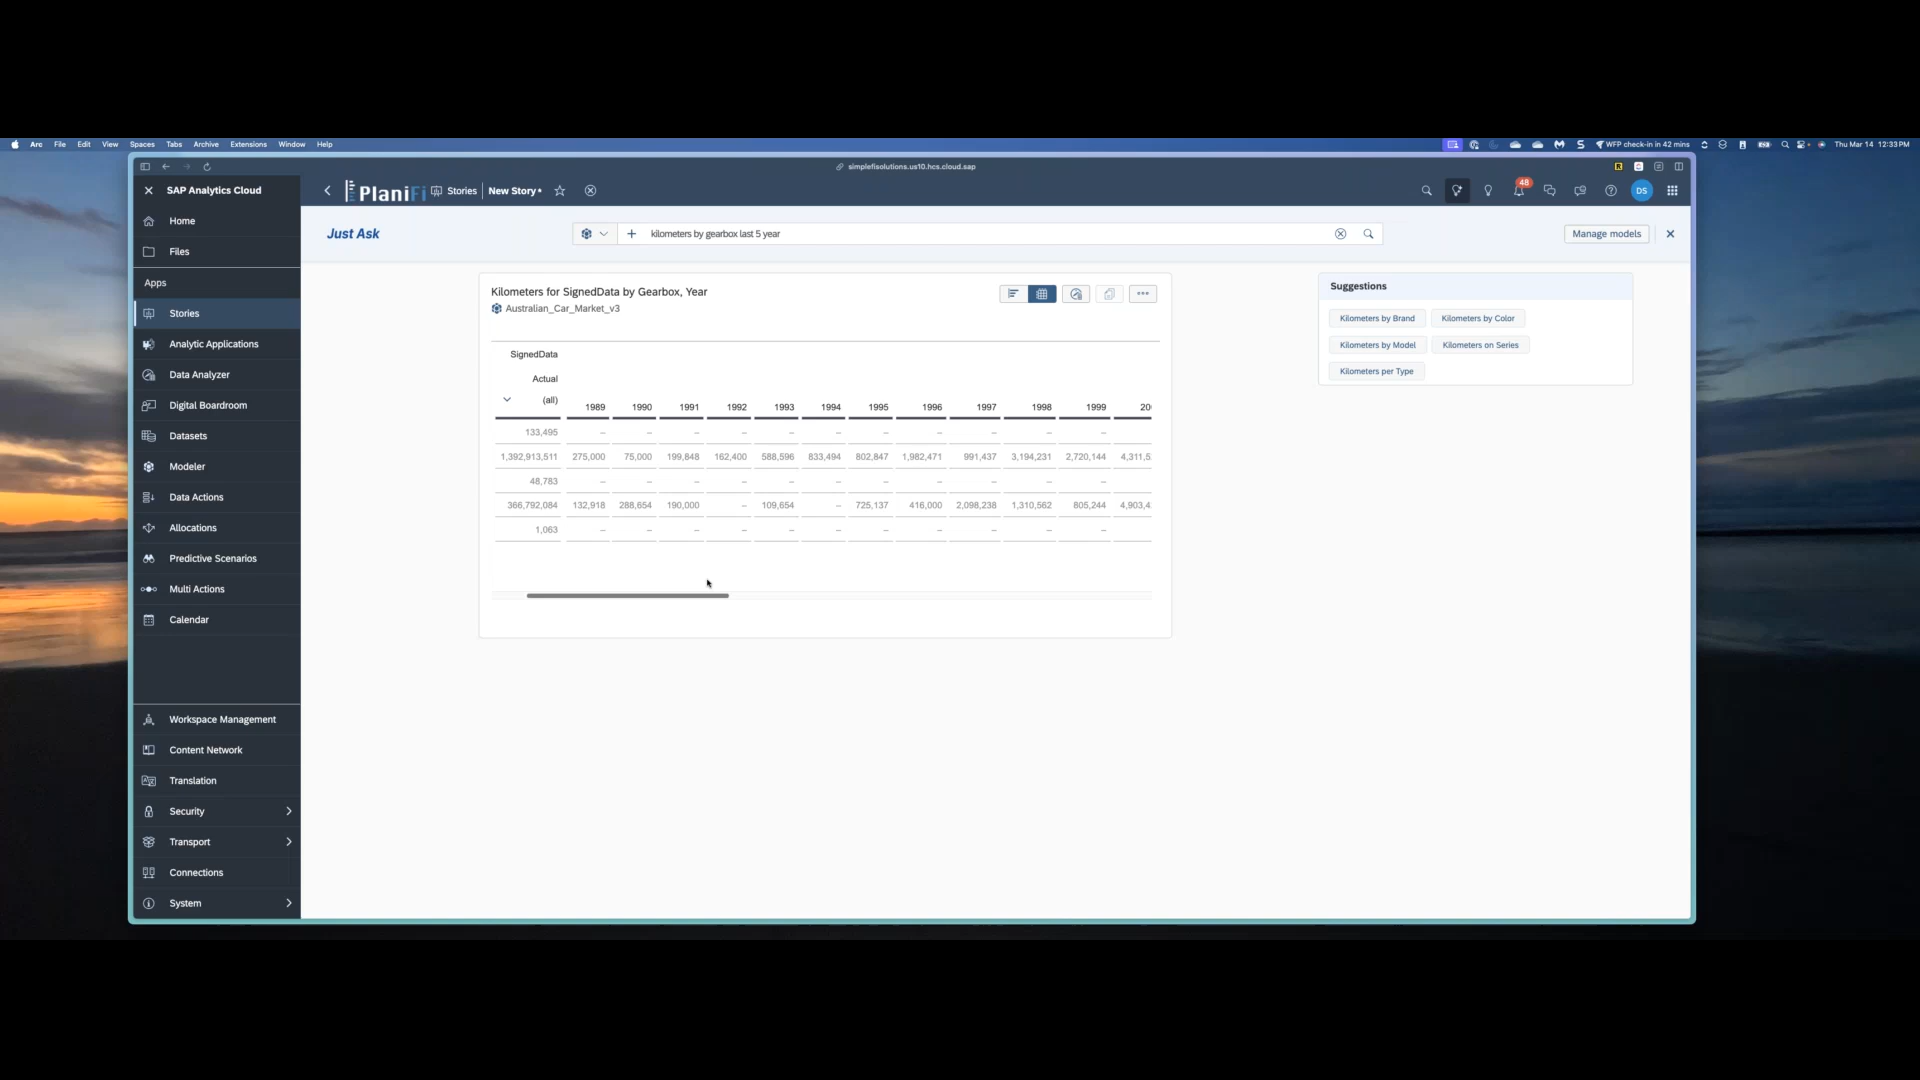 Arc File Edit View Spaces Tabs Archive Extensions Window Help WFP check-in in 42 mins Thu Mar 14 12:33 PM
simplefisolutions.us10.hcs.cloud.sap
SAP Analytics Cloud
PlaniFi Stories New Story* 48 DS
Home
Files
Apps
Stories
Analytic Applications
Data Analyzer
Digital Boardroom
Datasets
Modeler
Data Actions
Allocations
Predictive Scenarios
Multi Actions
Calendar
Workspace Management
Content Network
Translation
Security
Transport
Connections
System
Just Ask kilometers by gearbox last 5 year Manage models
Kilometers for SignedData by Gearbox, Year
Australian_Car_Market_v3
SignedData
Actual
(all) 1989 1990 1991 1992 1993 1994 1995 1996 1997 1998 1999 20
133,495 – – – – – – – – – – –
1,392,913,511 275,000 75,000 199,848 162,400 588,596 833,494 802,847 1,982,471 991,437 3,194,231 2,720,144 4,311,5
48,783 – – – – – – – – – – –
366,792,084 132,918 288,654 190,000 – 109,654 – 725,137 416,000 2,098,238 1,310,562 805,244 4,903,4
1,063 – – – – – – – – – – –
Suggestions
Kilometers by Brand Kilometers by Color
Kilometers by Model Kilometers on Series
Kilometers per Type